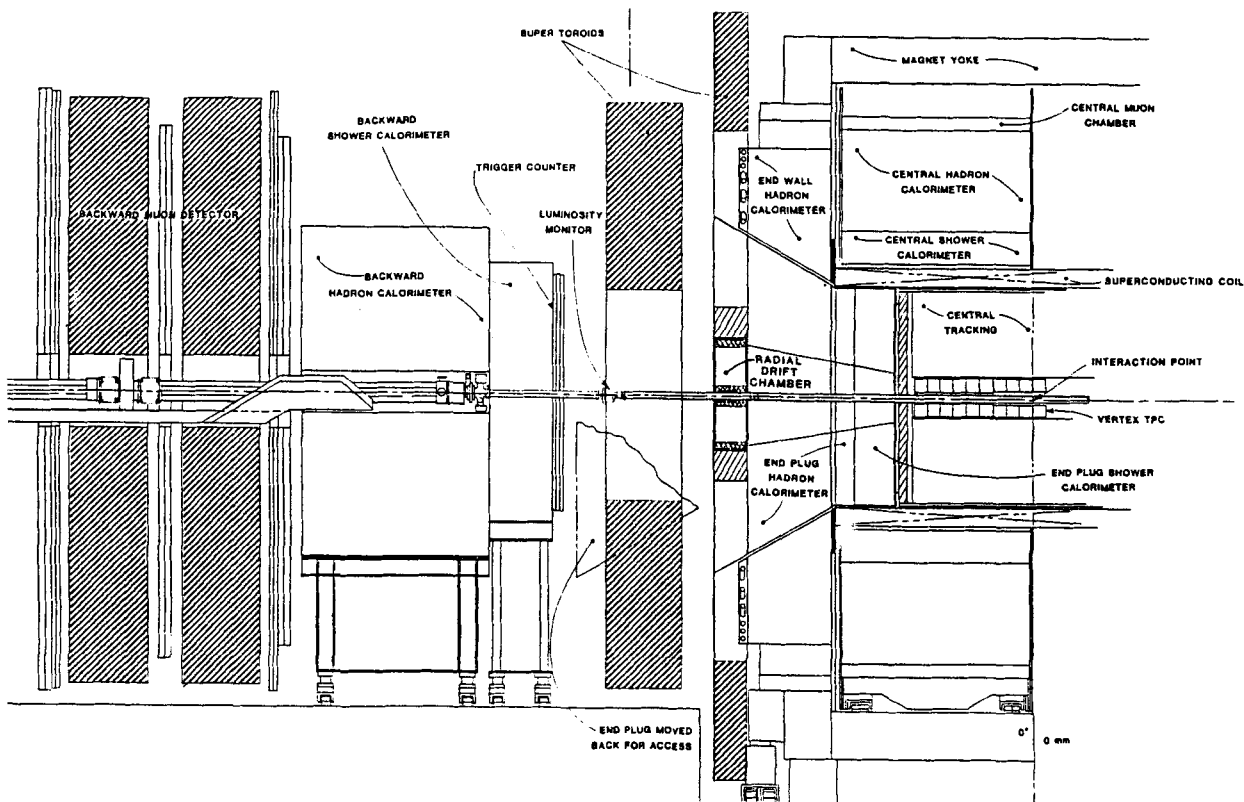 SUPER TOROIDS
MAGNET YOKE
CENTRAL MUON
CHAMBER
BACKWARD
SHOWER CALORIMETER
TRIGGER COUNTER
LUMINOSITY
MONITOR
END WALL
HADRON
CALORIMETER
CENTRAL HADRON
CALORIMETER
BACKWARD MUON DETECTOR
CENTRAL SHOWER
CALORIMETER
BACKWARD
HADRON CALORIMETER
SUPERCONDUCTING COIL
CENTRAL
TRACKING
RADIAL
DRIFT
CHAMBER
INTERACTION POINT
VERTEX TPC
END PLUG
HADRON
CALORIMETER
END PLUG SHOWER
CALORIMETER
END PLUG MOVED
BACK FOR ACCESS
0°
0 mm